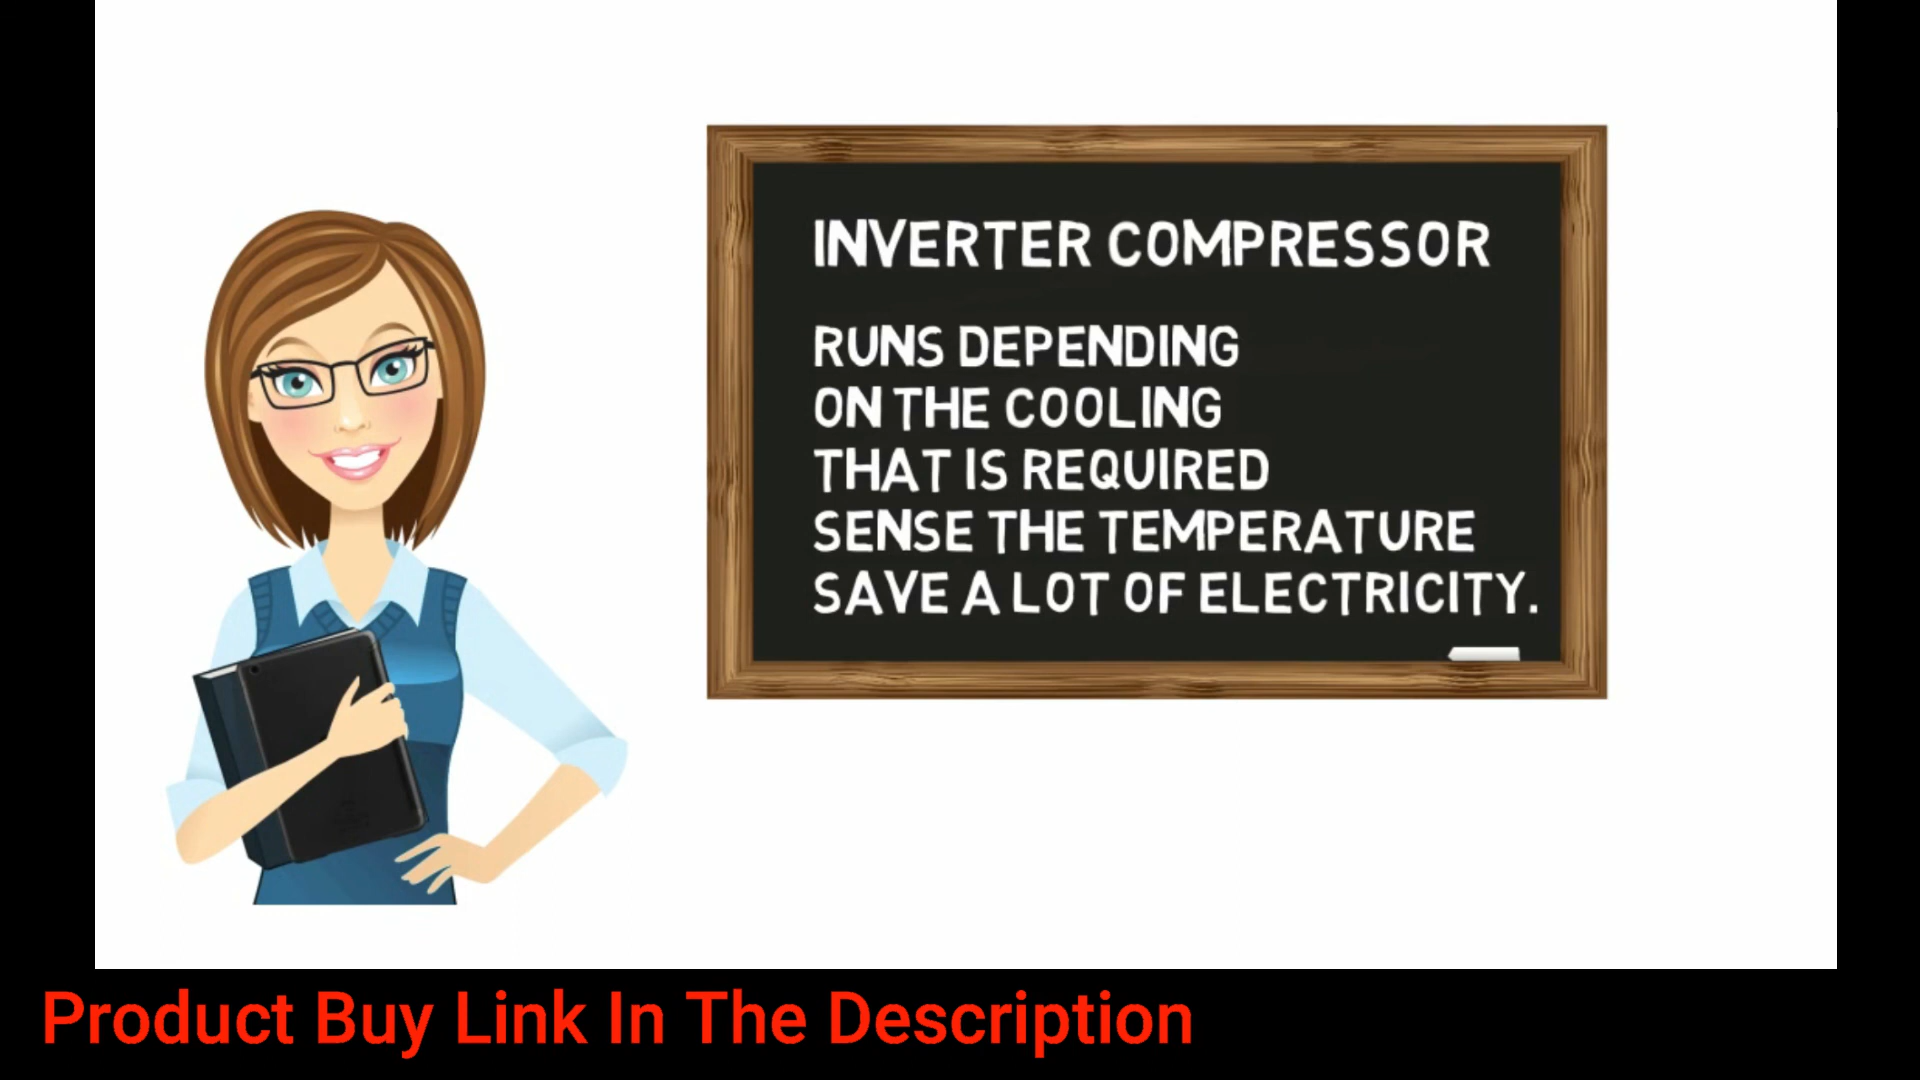 INVERTER COMPRESSOR
RUNS DEPENDING
ON THE COOLING
THAT IS REQUIRED
SENSE THE TEMPERATURE
SAVE A LOT OF ELECTRICITY.
Product Buy Link In The Description